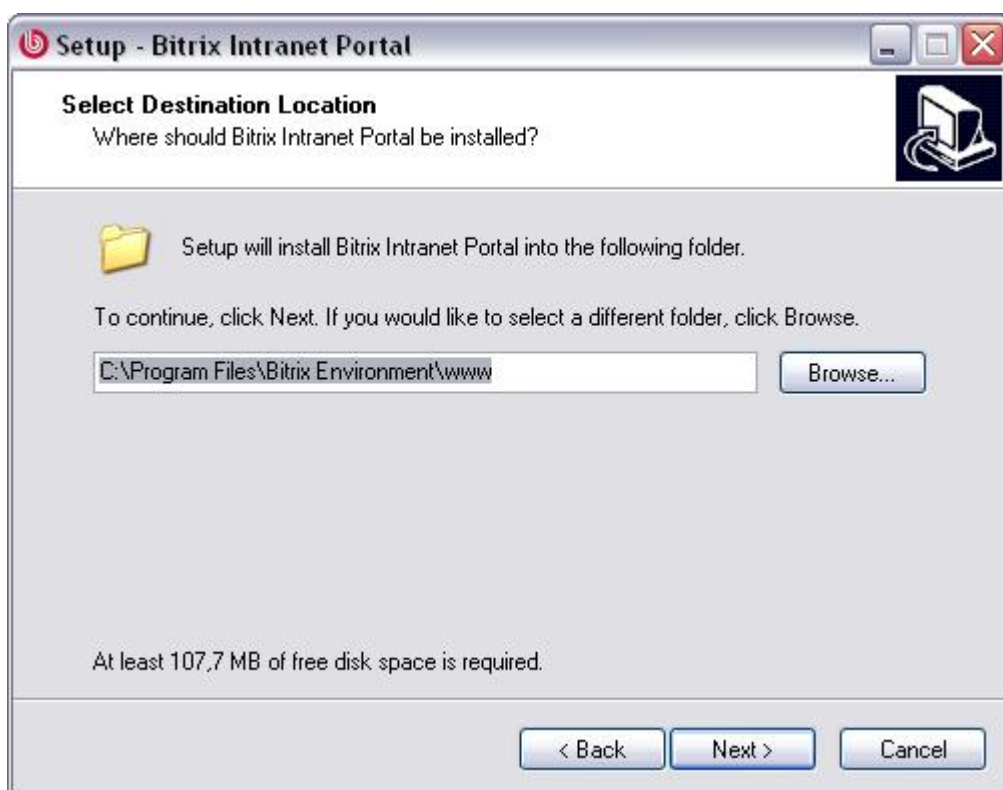 Setup - Bitrix Intranet Portal
Select Destination Location
Where should Bitrix Intranet Portal be installed?
Setup will install Bitrix Intranet Portal into the following folder.
To continue, click Next. If you would like to select a different folder, click Browse.
C:\Program Files\Bitrix Environment\www
Browse...
At least 107,7 MB of free disk space is required.
< Back
Next >
Cancel